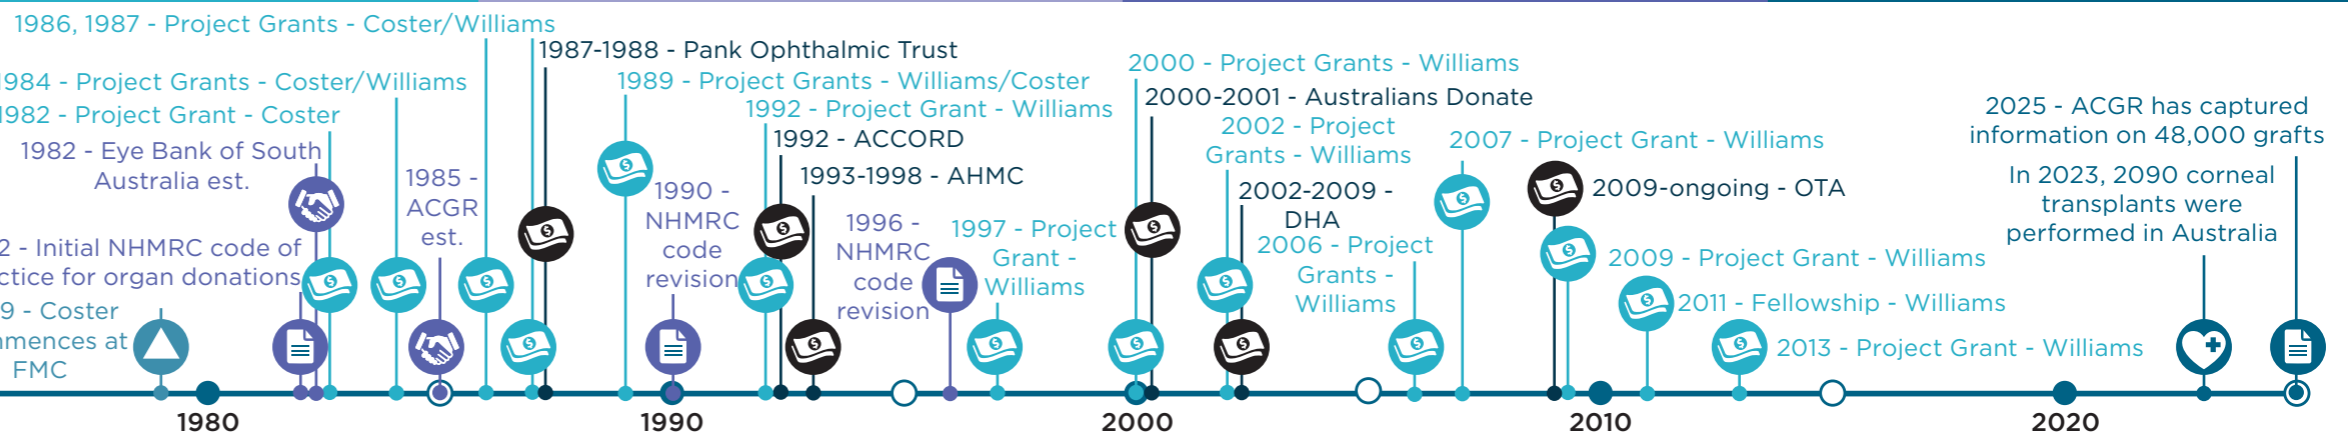 1986, 1987 - Project Grants - Coster/Williams
1987-1988 - Pank Ophthalmic Trust
1984 - Project Grants - Coster/Williams
1982 - Project Grant - Coster
1982 - Eye Bank of South
Australia est.
2 - Initial NHMRC code of
ctice for organ donations
9 - Coster
mences at
FMC
1985 -
ACGR
est.
1989 - Project Grants - Williams/Coster
1992 - Project Grant - Williams
1992 - ACCORD
1993-1998 - AHMC
1990 -
NHMRC
code
revision
1996 -
NHMRC
code
revision
1997 - Project
Grant -
Williams
2000 - Project Grants - Williams
2000-2001 - Australians Donate
2002 - Project
Grants - Williams
2002-2009 -
DHA
2006 - Project
Grants -
Williams
2007 - Project Grant - Williams
2009-ongoing - OTA
2009 - Project Grant - Williams
2011 - Fellowship - Williams
2013 - Project Grant - Williams
2025 - ACGR has captured
information on 48,000 grafts
In 2023, 2090 corneal
transplants were
performed in Australia
1980
1990
2000
2010
2020